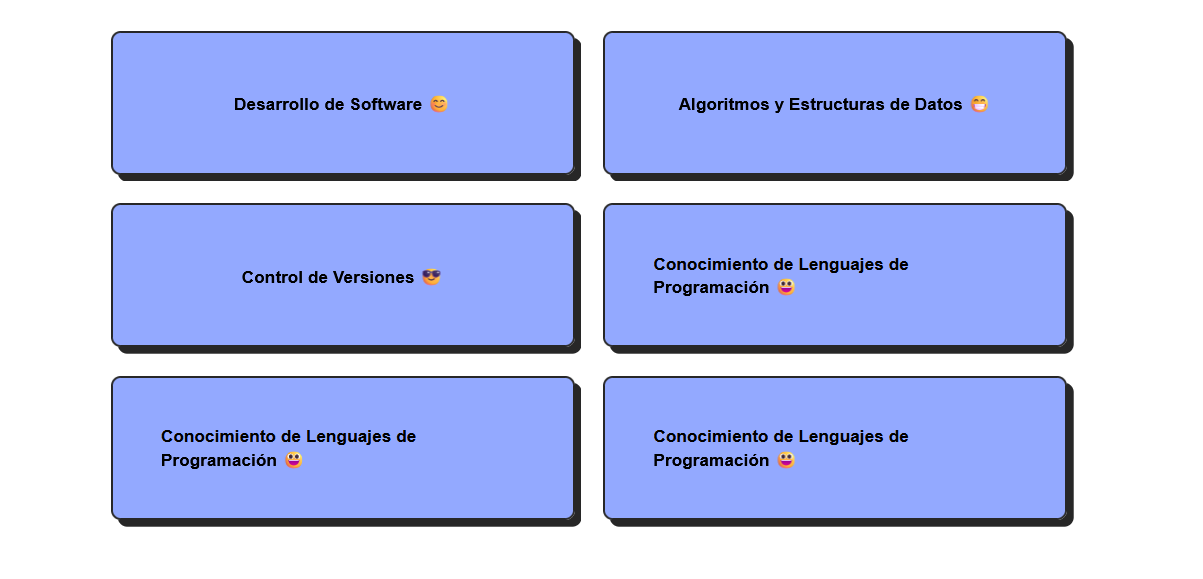 Desarrollo de Software 😊
Algoritmos y Estructuras de Datos 😁
Control de Versiones 😎
Conocimiento de Lenguajes de
Programación 😀
Conocimiento de Lenguajes de
Programación 😀
Conocimiento de Lenguajes de
Programación 😀